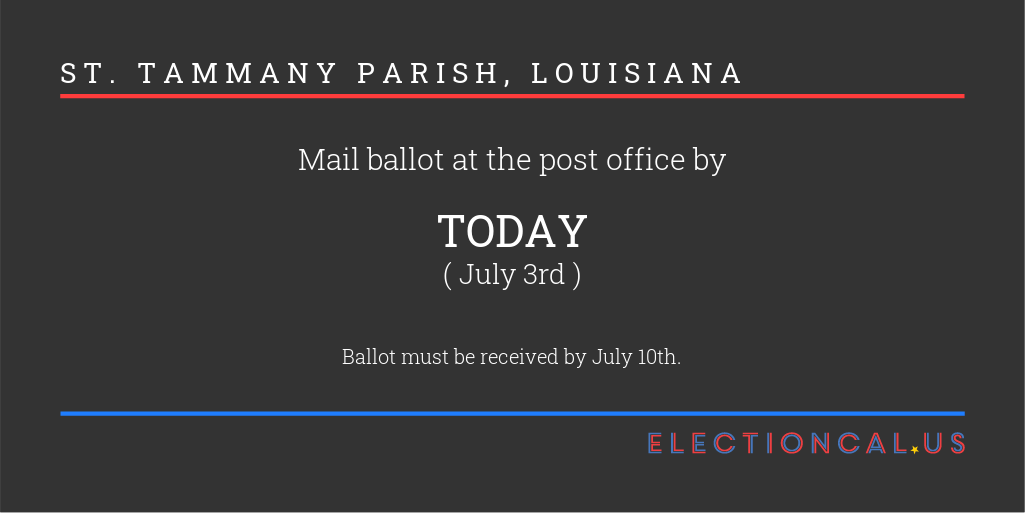 ST. TAMMANY PARISH, LOUISIANA
Mail ballot at the post office by
TODAY
( July 3rd )
Ballot must be received by July 10th.
ELECTIONCAL.US